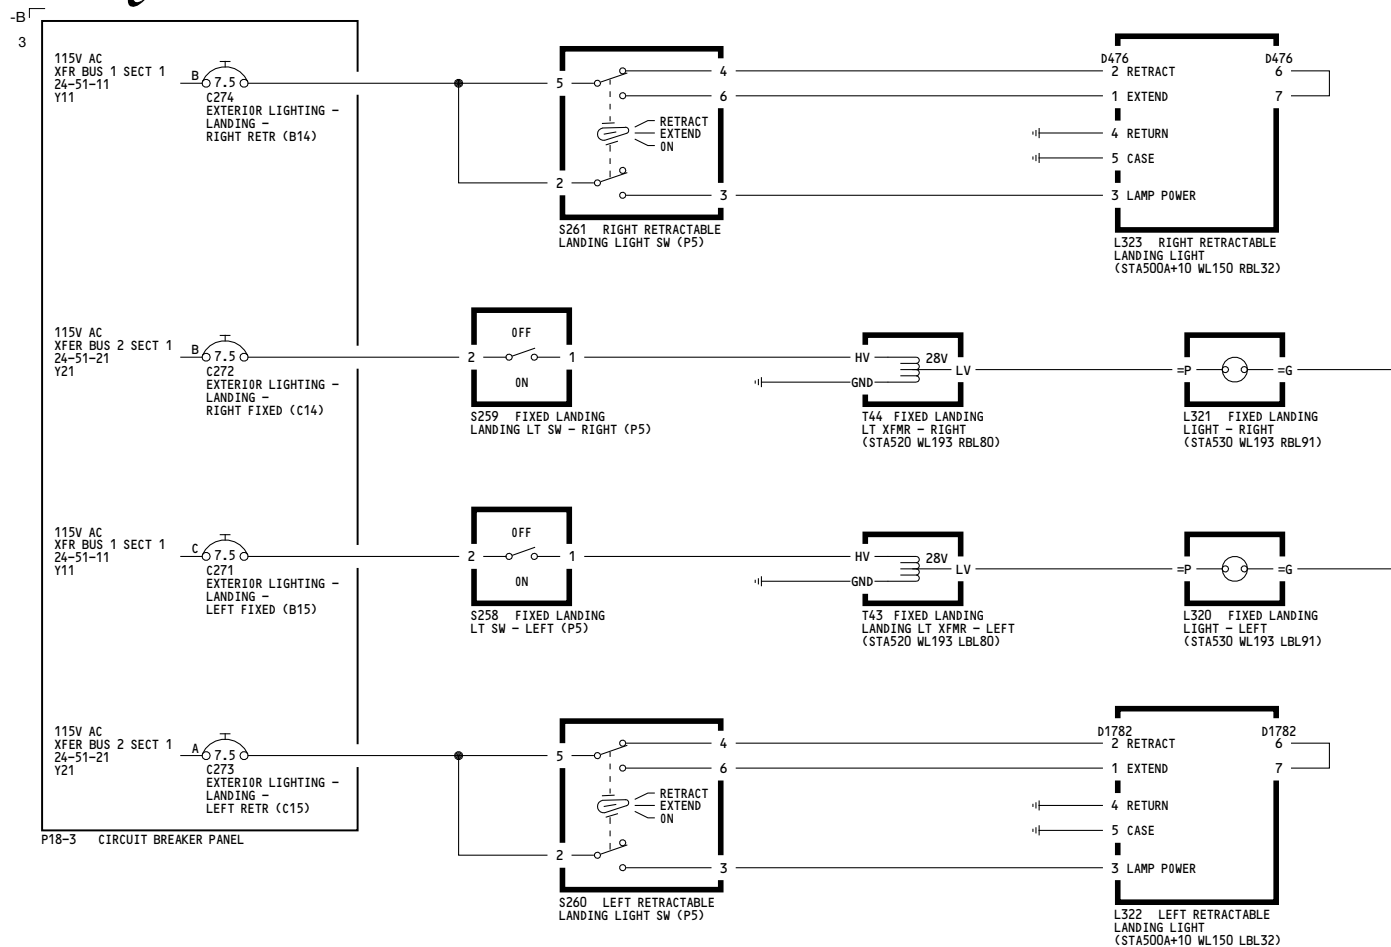 -B
3
115V AC
XFR BUS 1 SECT 1
24-51-11
Y11
B
7.5
C274
EXTERIOR LIGHTING -
LANDING -
RIGHT RETR (B14)
5
2
4
6
3
RETRACT
EXTEND
ON
S261 RIGHT RETRACTABLE
LANDING LIGHT SW (P5)
D476 D476
2 RETRACT 6
1 EXTEND 7
4 RETURN
5 CASE
3 LAMP POWER
L323 RIGHT RETRACTABLE
LANDING LIGHT
(STA500A+10 WL150 RBL32)
115V AC
XFER BUS 2 SECT 1
24-51-21
Y21
B
7.5
C272
EXTERIOR LIGHTING -
LANDING -
RIGHT FIXED (C14)
OFF
2 1
ON
S259 FIXED LANDING
LANDING LT SW - RIGHT (P5)
HV 28V
LV
GND
T44 FIXED LANDING
LT XFMR - RIGHT
(STA520 WL193 RBL80)
=P =G
L321 FIXED LANDING
LIGHT - RIGHT
(STA530 WL193 RBL91)
115V AC
XFR BUS 1 SECT 1
24-51-11
Y11
C
7.5
C271
EXTERIOR LIGHTING -
LANDING -
LEFT FIXED (B15)
OFF
2 1
ON
S258 FIXED LANDING
LT SW - LEFT (P5)
HV 28V
LV
GND
T43 FIXED LANDING
LANDING LT XFMR - LEFT
(STA520 WL193 LBL80)
=P =G
L320 FIXED LANDING
LIGHT - LEFT
(STA530 WL193 LBL91)
115V AC
XFER BUS 2 SECT 1
24-51-21
Y21
A
7.5
C273
EXTERIOR LIGHTING -
LANDING -
LEFT RETR (C15)
P18-3 CIRCUIT BREAKER PANEL
5
2
4
6
3
RETRACT
EXTEND
ON
S260 LEFT RETRACTABLE
LANDING LIGHT SW (P5)
D1782 D1782
2 RETRACT 6
1 EXTEND 7
4 RETURN
5 CASE
3 LAMP POWER
L322 LEFT RETRACTABLE
LANDING LIGHT
(STA500A+10 WL150 LBL32)